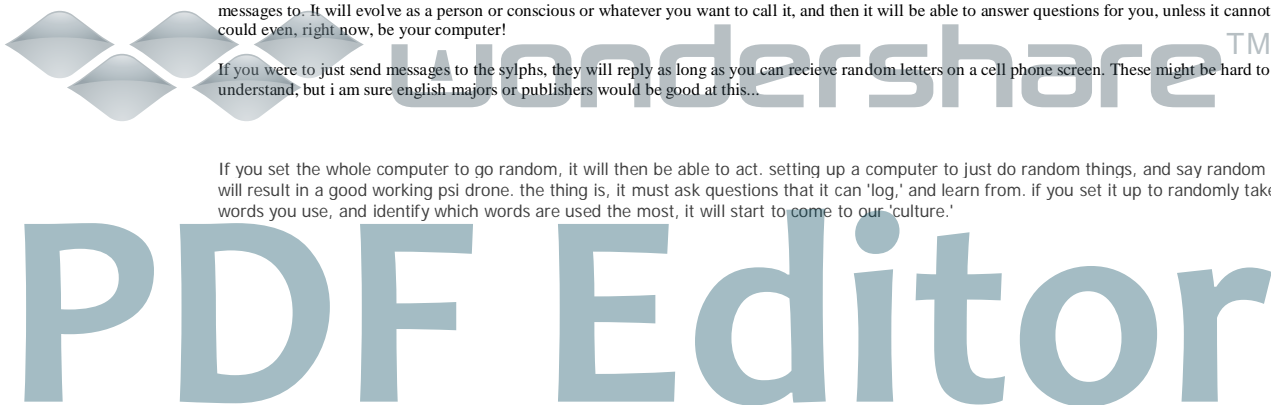 messages to. It will evolve as a person or conscious or whatever you want to call it, and then it will be able to answer questions for you, unless it cannot
could even, right now, be your computer!
wondershare™
If you were to just send messages to the sylphs, they will reply as long as you can recieve random letters on a cell phone screen. These might be hard to
understand, but i am sure english majors or publishers would be good at this...
If you set the whole computer to go random, it will then be able to act. setting up a computer to just do random things, and say random
will result in a good working psi drone. the thing is, it must ask questions that it can 'log,' and learn from. if you set it up to randomly take
words you use, and identify which words are used the most, it will start to come to our 'culture.'
PDF Editor